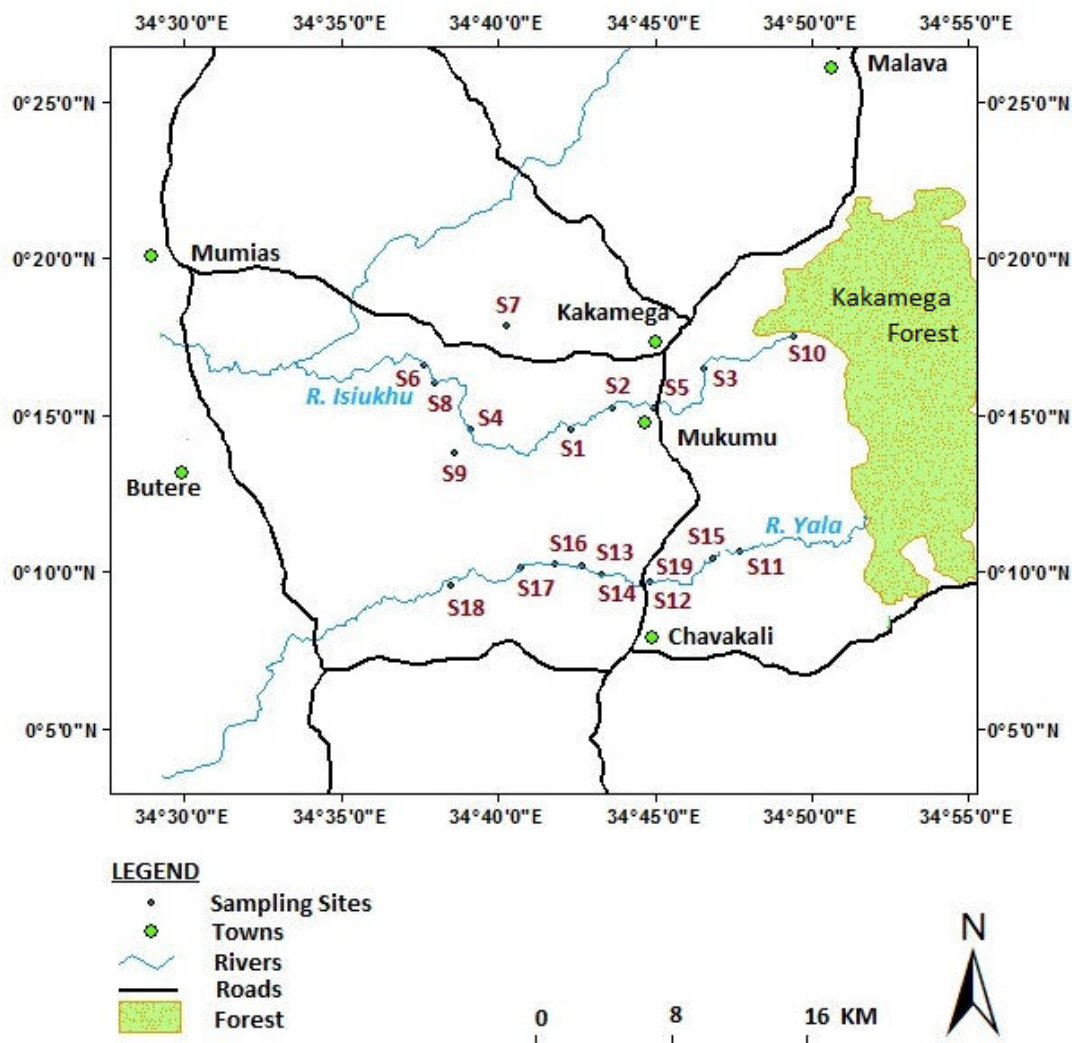 34°30'0"E 34°35'0"E 34°40'0"E 34°45'0"E 34°50'0"E 34°55'0"E
Malava
0°25'0"N 0°25'0"N
0°20'0"N 0°20'0"N
Mumias
Kakamega
Forest
S7
Kakamega
S10
S6
S2 S5 S3
R. Isiukhu
S8
S4
0°15'0"N 0°15'0"N
S1
Mukumu
S9
Butere
R. Yala
S16 S13 S15
0°10'0"N 0°10'0"N
S19
S11
S17
S14 S12
S18
Chavakali
0°5'0"N 0°5'0"N
34°30'0"E 34°35'0"E 34°40'0"E 34°45'0"E 34°50'0"E 34°55'0"E
LEGEND
Sampling Sites
Towns
Rivers
Roads
Forest
N
0 8 16 KM